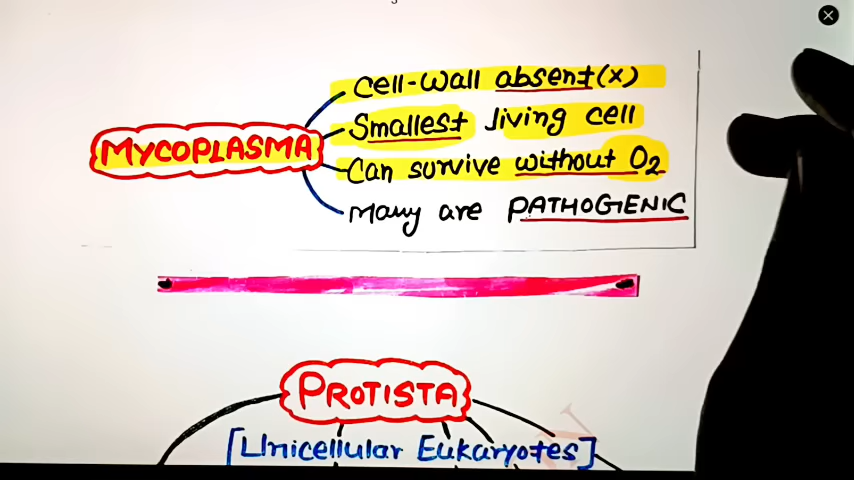 Cell-Wall absent(x)
Smallest living cell
MYCOPLASMA
Can survive without O2
Many are PATHOGENIC
PROTISTA
[Unicellular Eukaryotes]